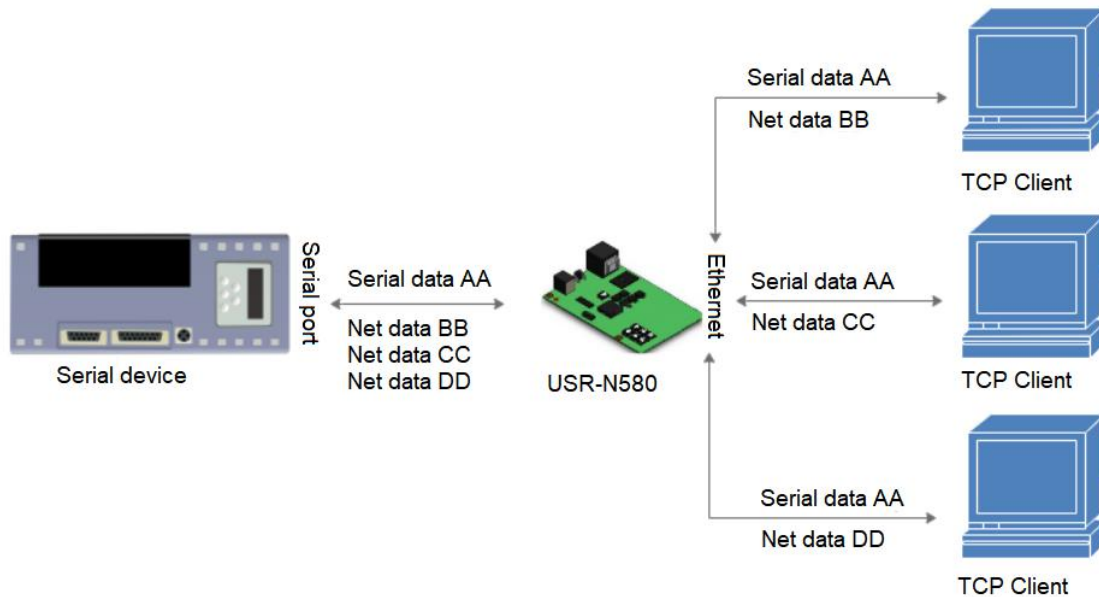 Serial data AA
Net data BB
TCP Client
Serial port
Serial data AA
Net data BB
Net data CC
Net data DD
Serial device
USR-N580
Ethernet
Serial data AA
Net data CC
TCP Client
Serial data AA
Net data DD
TCP Client